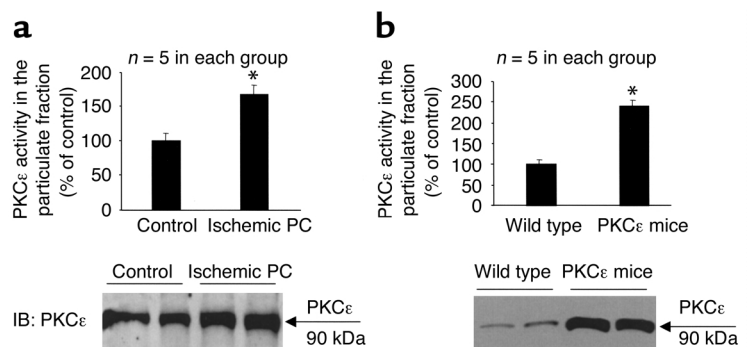 a
n = 5 in each group
PKCε activity in the
particulate fraction
(% of control)
200
150
100
50
0
*
Control
Ischemic PC
Control
Ischemic PC
IB: PKCε
PKCε
90 kDa
b
n = 5 in each group
PKCε activity in the
particulate fraction
(% of control)
300
250
200
150
100
50
0
*
Wild type
PKCε mice
Wild type
PKCε mice
PKCε
90 kDa